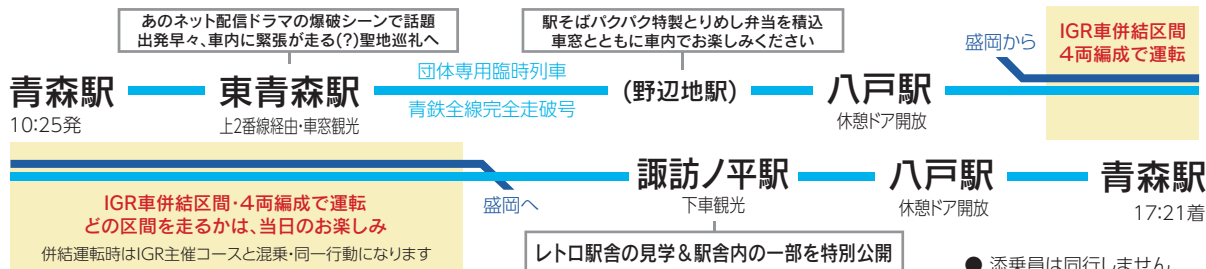 あのネット配信ドラマの爆破シーンで話題
出発早々、車内に緊張が走る(?)聖地巡礼へ
駅そばパクパク特製とりめし弁当を積込
車窓とともに車内でお楽しみください
盛岡から
IGR車併結区間
4両編成で運転
青森駅
10:25発
東青森駅
上2番線経由・車窓観光
団体専用臨時列車
青鉄全線完全走破号
(野辺地駅)
八戸駅
休憩ドア開放
IGR車併結区間・4両編成で運転
どの区間を走るかは、当日のお楽しみ
併結運転時はIGR主催コースと混乗・同一行動になります
盛岡へ
諏訪ノ平駅
下車観光
レトロ駅舎の見学&駅舎内の一部を特別公開
八戸駅
休憩ドア開放
青森駅
17:21着
● 添乗員は同行しません